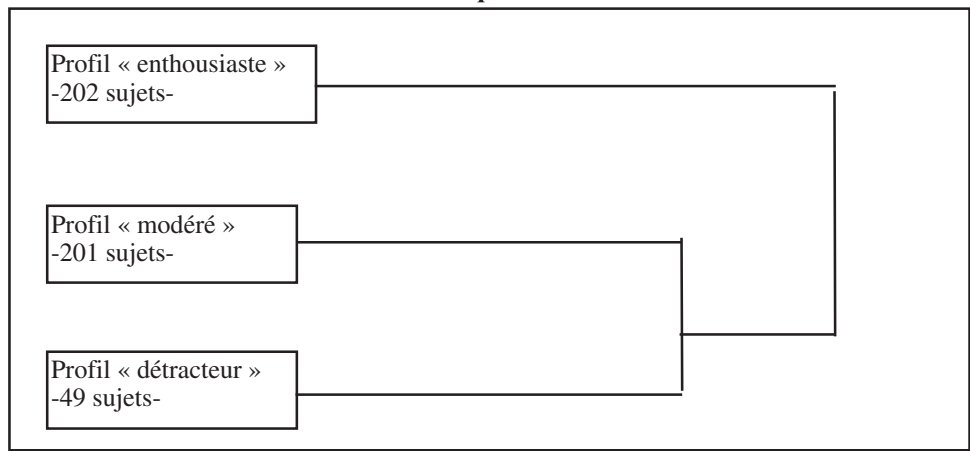 Profil « enthousiaste »
-202 sujets-
Profil « modéré »
-201 sujets-
Profil « détracteur »
-49 sujets-